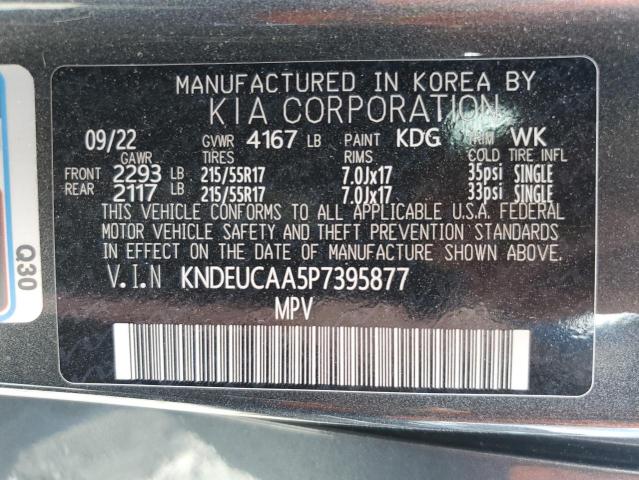 MANUFACTURED IN KOREA BY
KIA CORPORATION
09/22 GVWR 4167 LB PAINT KDG TRIM WK
GAWR TIRES RIMS COLD TIRE INFL
FRONT 2293 LB 215/55R17 7.0Jx17 35psi SINGLE
REAR 2117 LB 215/55R17 7.0Jx17 33psi SINGLE
THIS VEHICLE CONFORMS TO ALL APPLICABLE U.S.A. FEDERAL
MOTOR VEHICLE SAFETY AND THEFT PREVENTION STANDARDS
IN EFFECT ON THE DATE OF MANUFACTURE SHOWN ABOVE.
V.I.N KNDEUCAA5P7395877
MPV
Q30